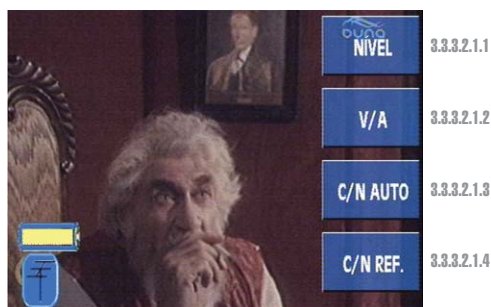 buna
NÍVEL 3.3.3.2.1.1
V/A 3.3.3.2.1.2
C/N AUTO 3.3.3.2.1.3
C/N REF. 3.3.3.2.1.4